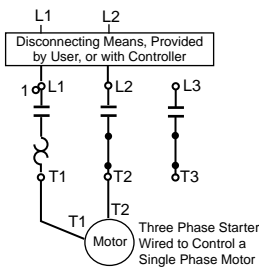 L1 L2
Disconnecting Means, Provided
by User, or with Controller
1 L1 L2 L3
T1 T2 T3
T1 T2
Motor
Three Phase Starter
Wired to Control a
Single Phase Motor